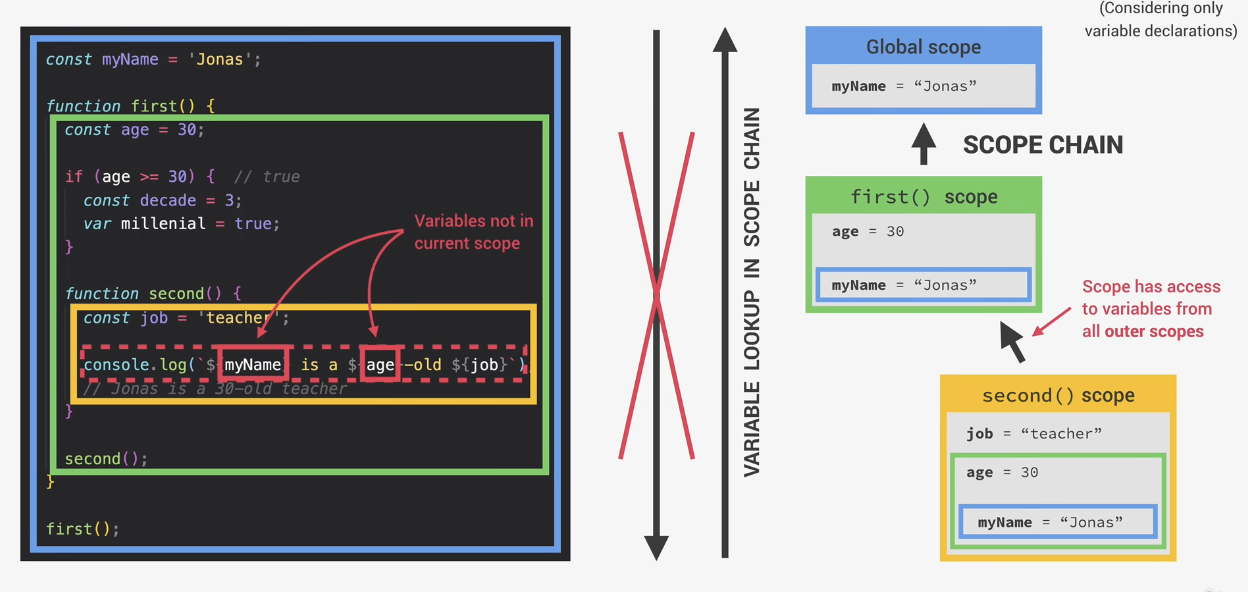 const myName = 'Jonas';
function first() {
const age = 30;
if (age >= 30) { // true
const decade = 3;
var millenial = true;
}
function second() {
const job = 'teacher';
console.log(`${myName} is a ${age}-old ${job}`)
// Jonas is a 30-old teacher
}
second();
}
first();
Variables not in
current scope
VARIABLE LOOKUP IN SCOPE CHAIN
(Considering only
variable declarations)
Global scope
myName = “Jonas”
SCOPE CHAIN
first() scope
age = 30
myName = “Jonas”
Scope has access
to variables from
all outer scopes
second() scope
job = “teacher”
age = 30
myName = “Jonas”